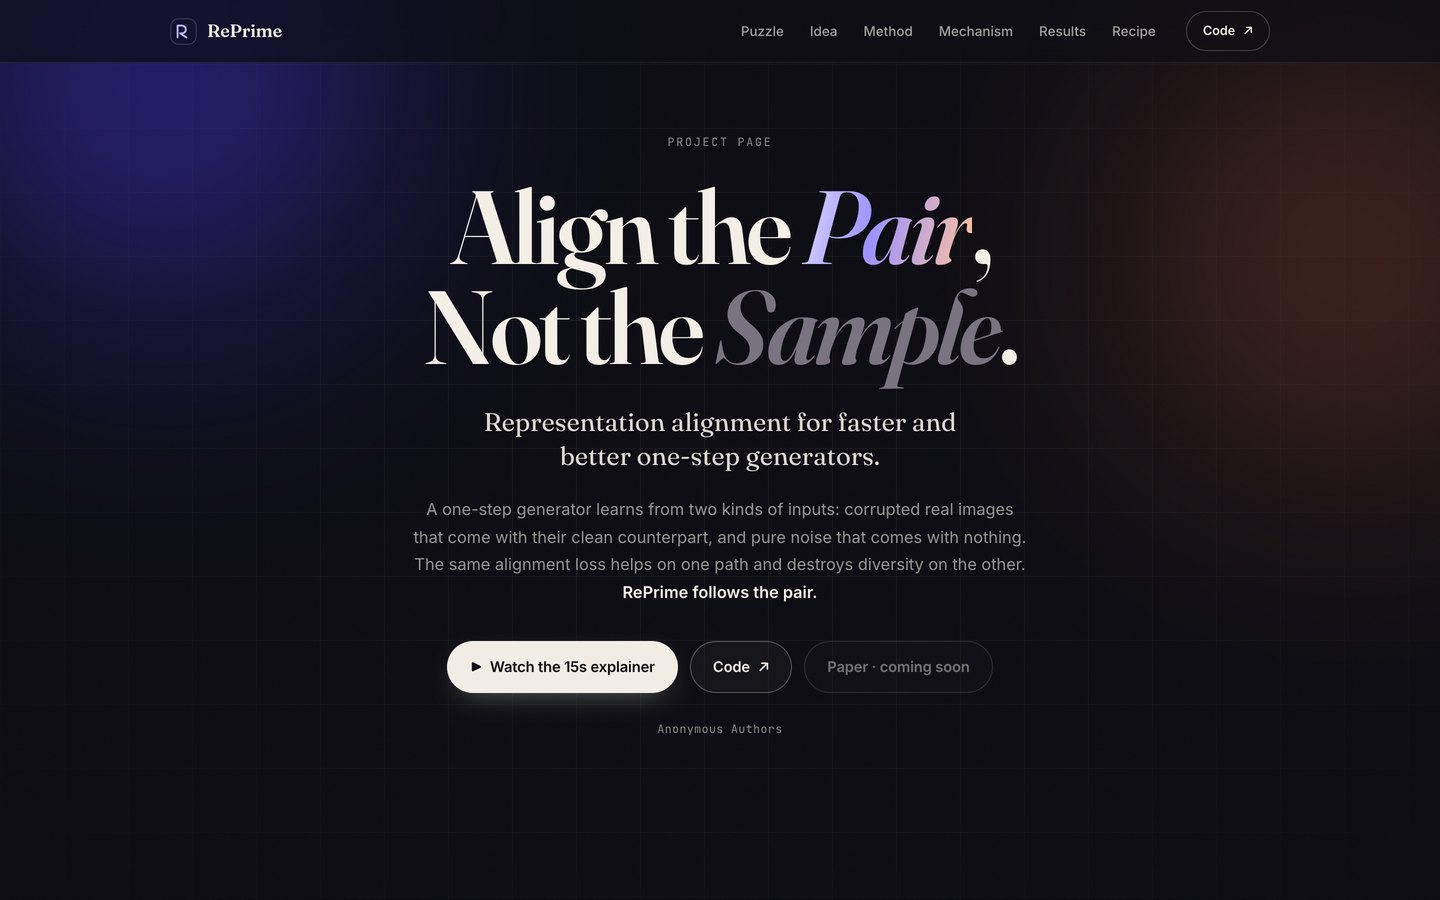 RePrime
Puzzle Idea Method Mechanism Results Recipe Code ↗
PROJECT PAGE
Align the Pair,
Not the Sample.
Representation alignment for faster and
better one-step generators.
A one-step generator learns from two kinds of inputs: corrupted real images
that come with their clean counterpart, and pure noise that comes with nothing.
The same alignment loss helps on one path and destroys diversity on the other.
RePrime follows the pair.
▶ Watch the 15s explainer Code ↗ Paper · coming soon
Anonymous Authors